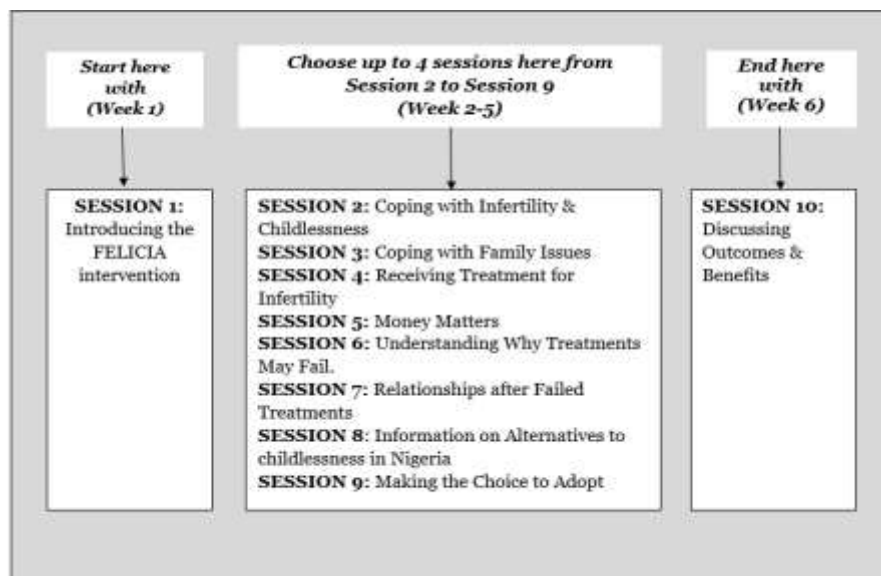 Start here
with
(Week 1)
Choose up to 4 sessions here from
Session 2 to Session 9
(Week 2-5)
End here
with
(Week 6)
SESSION 1:
Introducing the
FELICIA
intervention
SESSION 2: Coping with Infertility &
Childlessness
SESSION 3: Coping with Family Issues
SESSION 4: Receiving Treatment for
Infertility
SESSION 5: Money Matters
SESSION 6: Understanding Why Treatments
May Fail.
SESSION 7: Relationships after Failed
Treatments
SESSION 8: Information on Alternatives to
childlessness in Nigeria
SESSION 9: Making the Choice to Adopt
SESSION 10:
Discussing
Outcomes &
Benefits